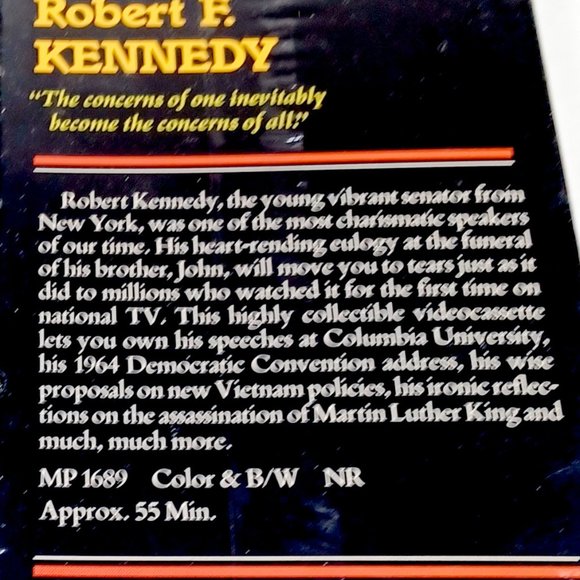 Robert F.
KENNEDY
"The concerns of one inevitably
become the concerns of all."
Robert Kennedy, the young vibrant senator from
New York, was one of the most charismatic speakers
of our time. His heart-rending eulogy at the funeral
of his brother, John, will move you to tears just as it
did to millions who watched it for the first time on
national TV. This highly collectible videocassette
lets you own his speeches at Columbia University,
his 1964 Democratic Convention address, his wise
proposals on new Vietnam policies, his ironic reflec-
tions on the assassination of Martin Luther King and
much, much more.
MP 1689 Color & B/W NR
Approx. 55 Min.